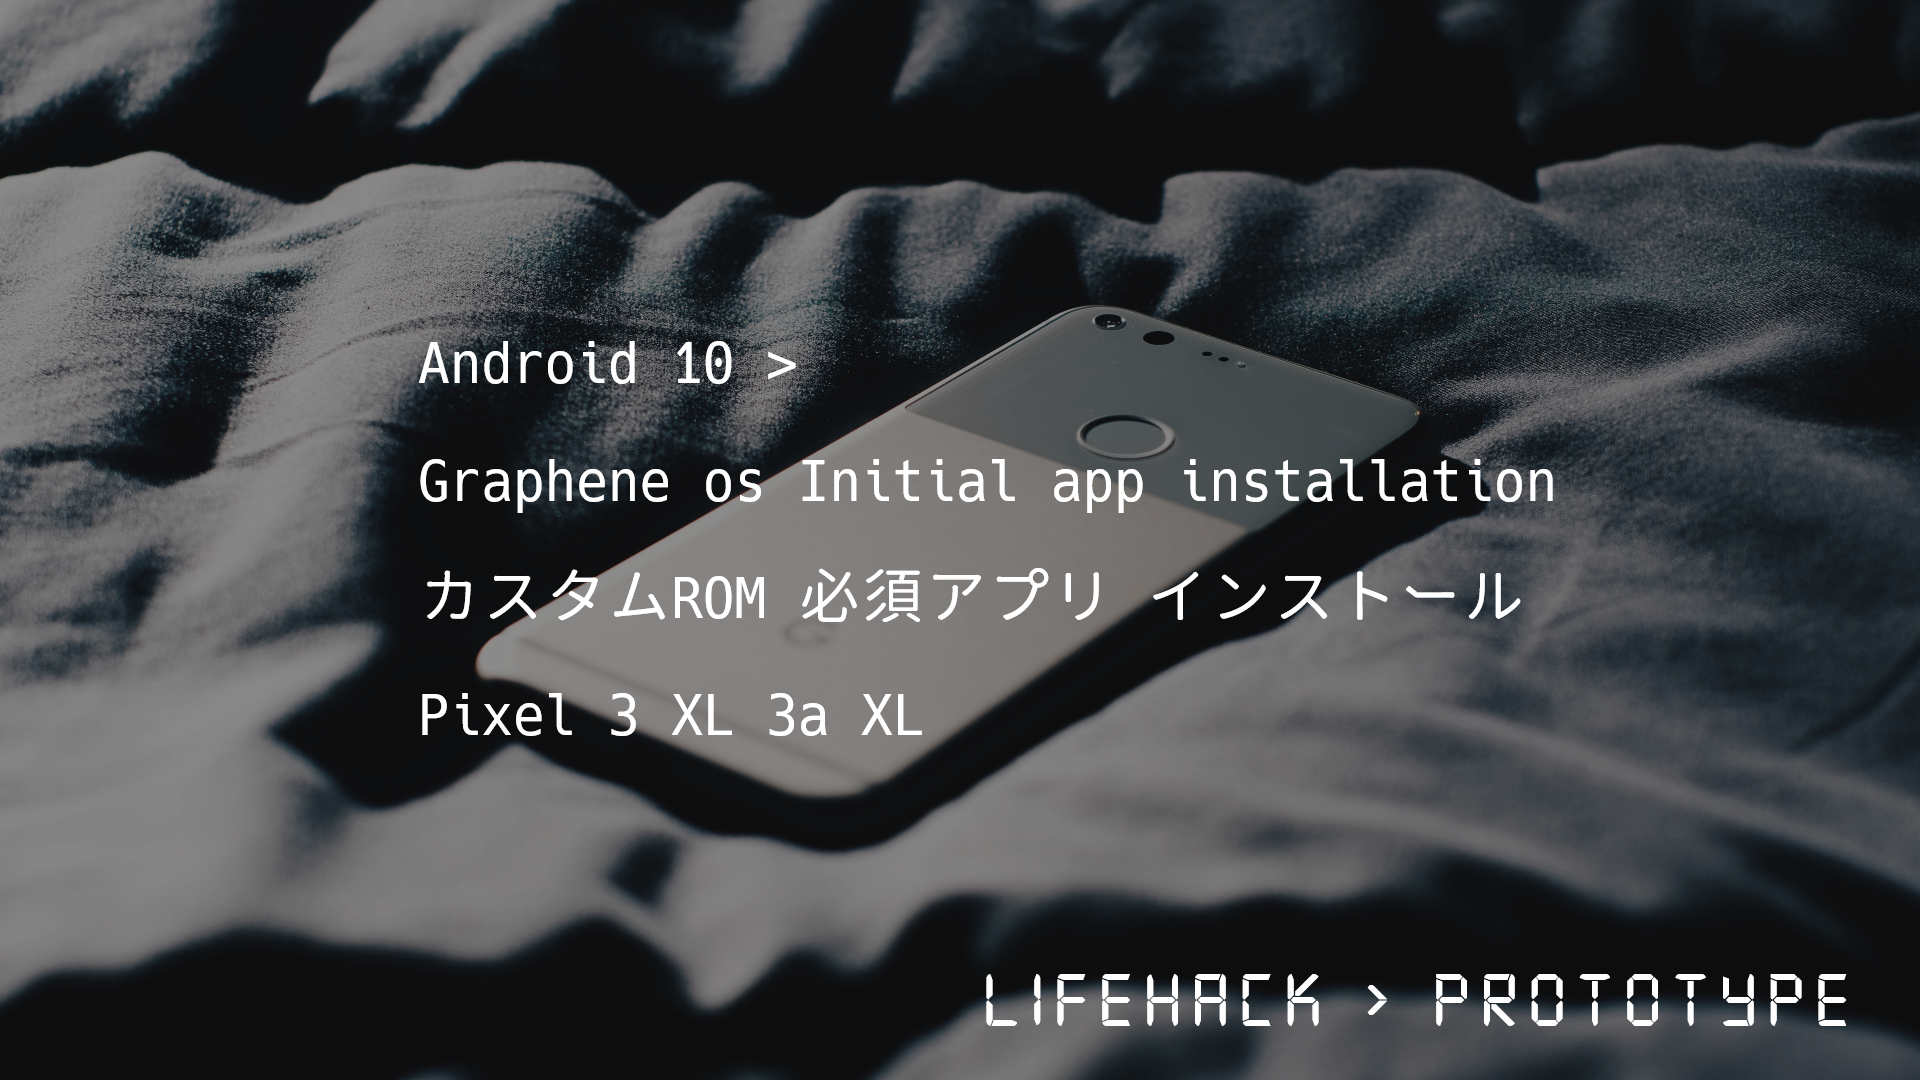 Android 10 >
Graphene os Initial app installation
カスタムROM 必須アプリ インストール
Pixel 3 XL 3a XL
LIFEHACK > PROTOTYPE